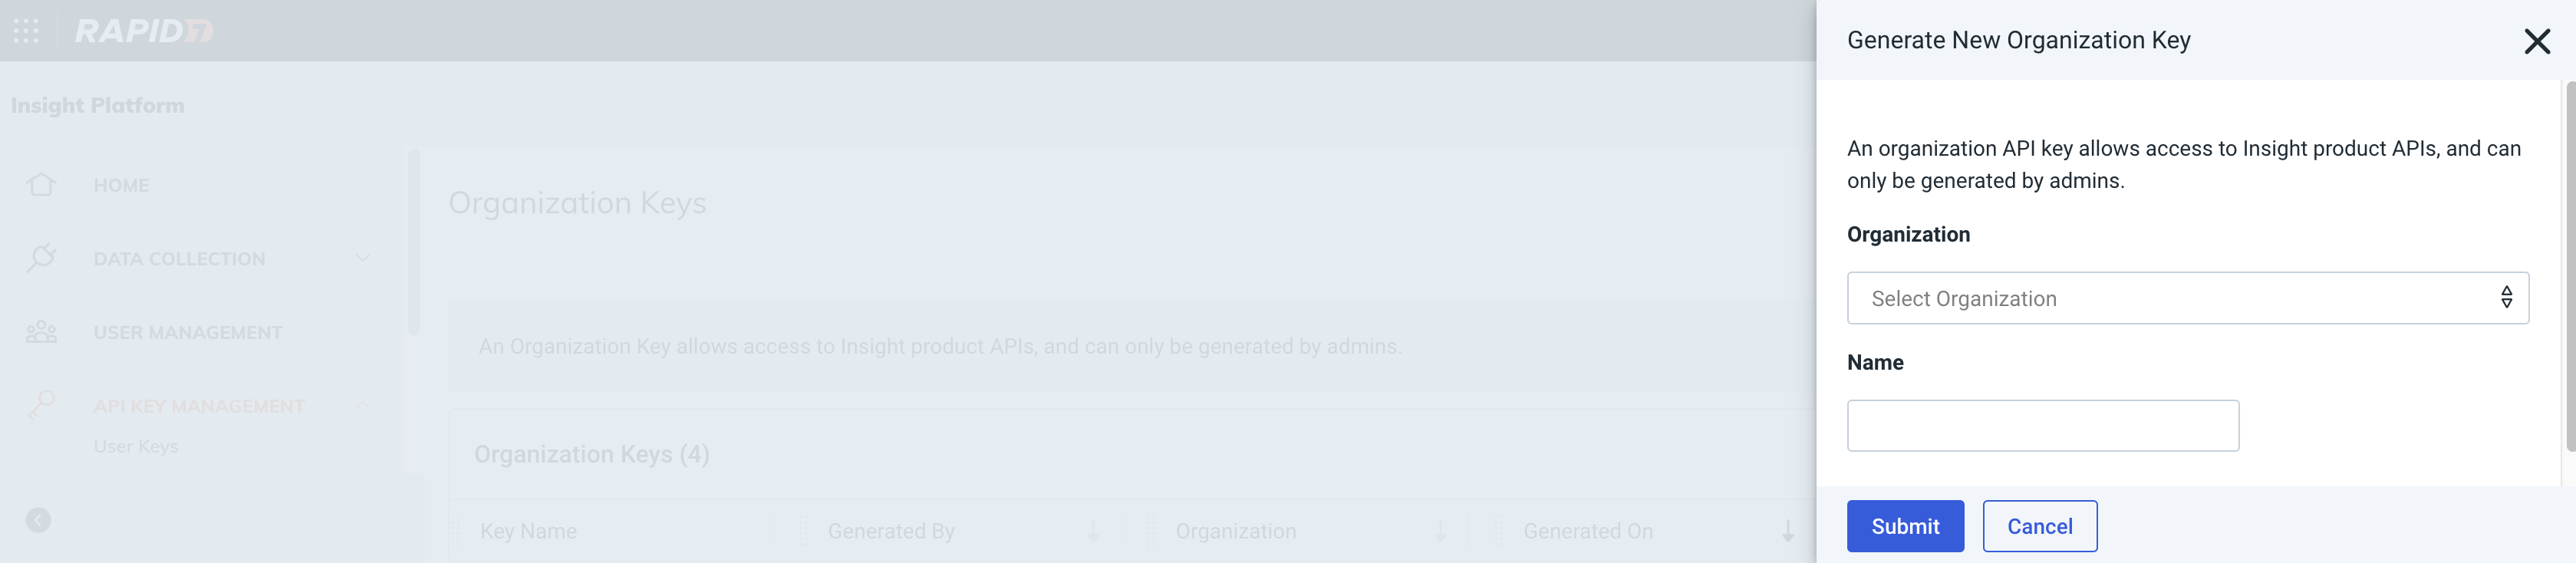 RAPID7
Insight Platform
HOME
DATA COLLECTION
USER MANAGEMENT
API KEY MANAGEMENT
User Keys
Organization Keys
An Organization Key allows access to Insight product APIs, and can only be generated by admins.
Organization Keys (4)
Key Name
Generated By
Organization
Generated On
Generate New Organization Key
An organization API key allows access to Insight product APIs, and can
only be generated by admins.
Organization
Select Organization
Name
Submit
Cancel